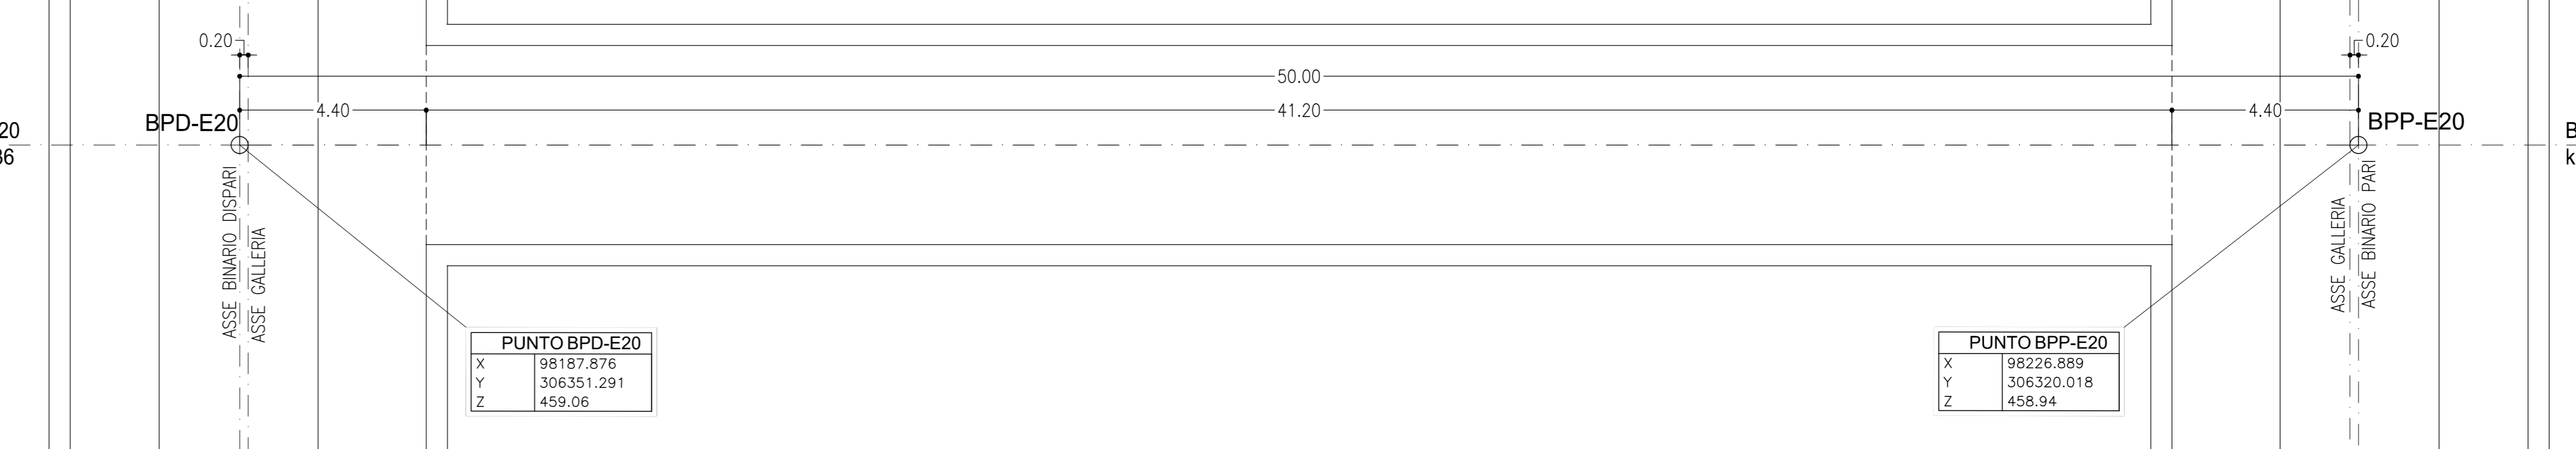 0.20
0.20
50.00
4.40
41.20
4.40
BPD-E20
BPP-E20
20
36
B
k
ASSE BINARIO DISPARI
ASSE GALLERIA
ASSE GALLERIA
ASSE BINARIO PARI
PUNTO BPD-E20
X 98187.876
Y 306351.291
Z 459.06
PUNTO BPP-E20
X 98226.889
Y 306320.018
Z 458.94